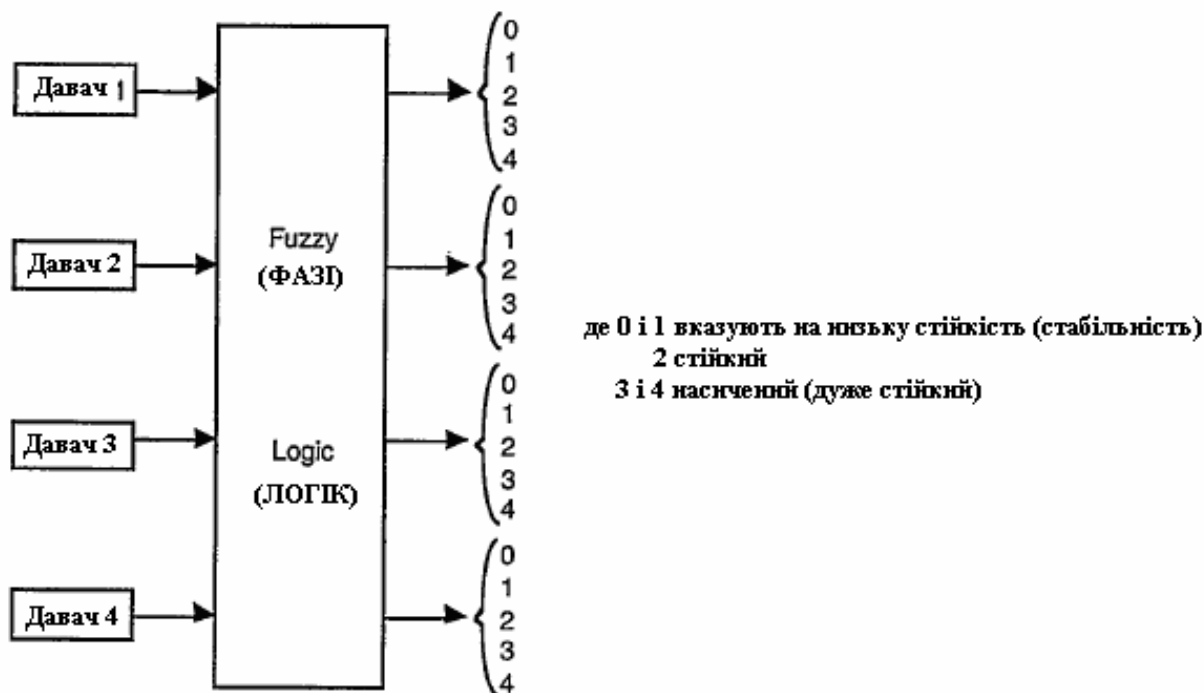 Давач 1
0
1
2
3
4
Давач 2
Fuzzy
(ФАЗІ)
0
1
2
3
4
де 0 і 1 вказують на низьку стійкість (стабільність)
2 стійкий
3 і 4 насичений (дуже стійкий)
Давач 3
Logic
(ЛОГІК)
0
1
2
3
4
Давач 4
0
1
2
3
4